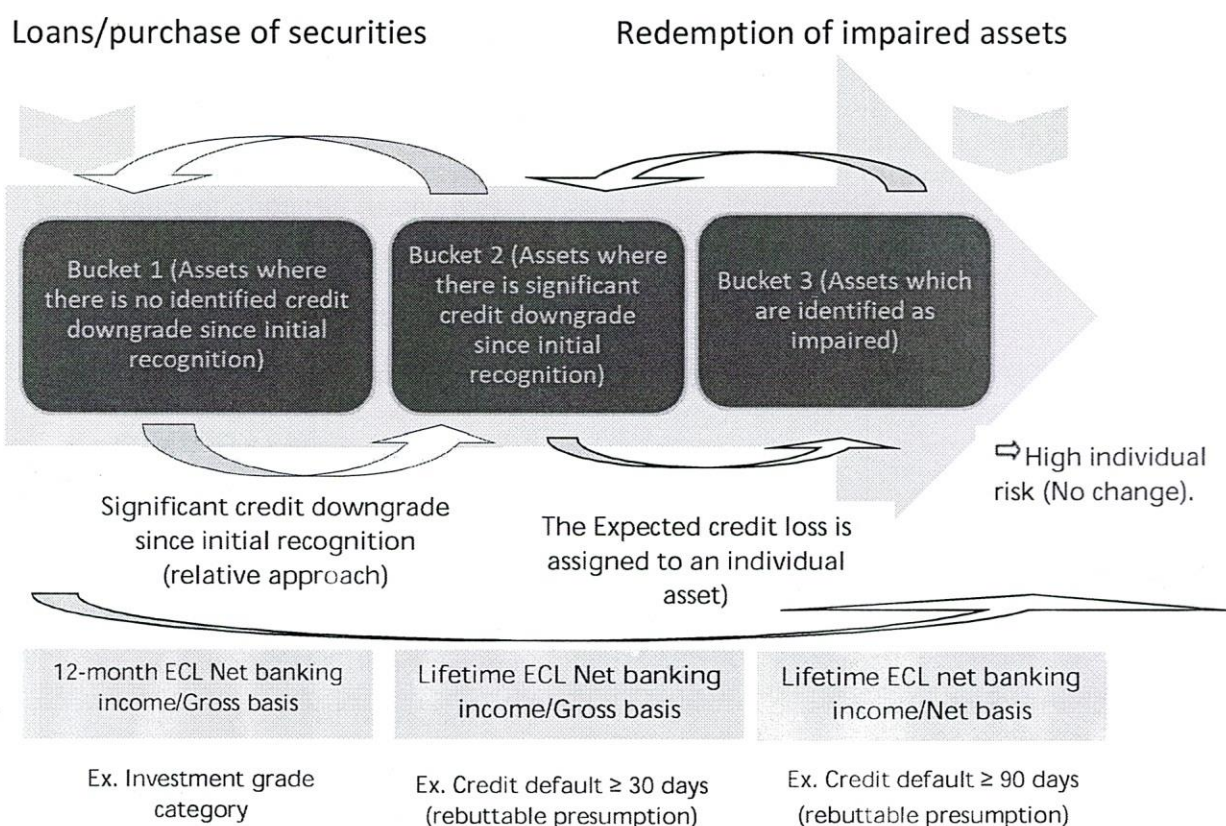 Loans/purchase of securities
Redemption of impaired assets
Bucket 1 (Assets where
there is no identified credit
downgrade since initial
recognition)
Bucket 2 (Assets where
there is significant
credit downgrade
since initial
recognition)
Bucket 3 (Assets which
are identified as
impaired)
⇨High individual
risk (No change).
Significant credit downgrade
since initial recognition
(relative approach)
The Expected credit loss is
assigned to an individual
asset)
12-month ECL Net banking
income/Gross basis
Lifetime ECL Net banking
income/Gross basis
Lifetime ECL net banking
income/Net basis
Ex. Investment grade
category
Ex. Credit default ≥ 30 days
(rebuttable presumption)
Ex. Credit default ≥ 90 days
(rebuttable presumption)